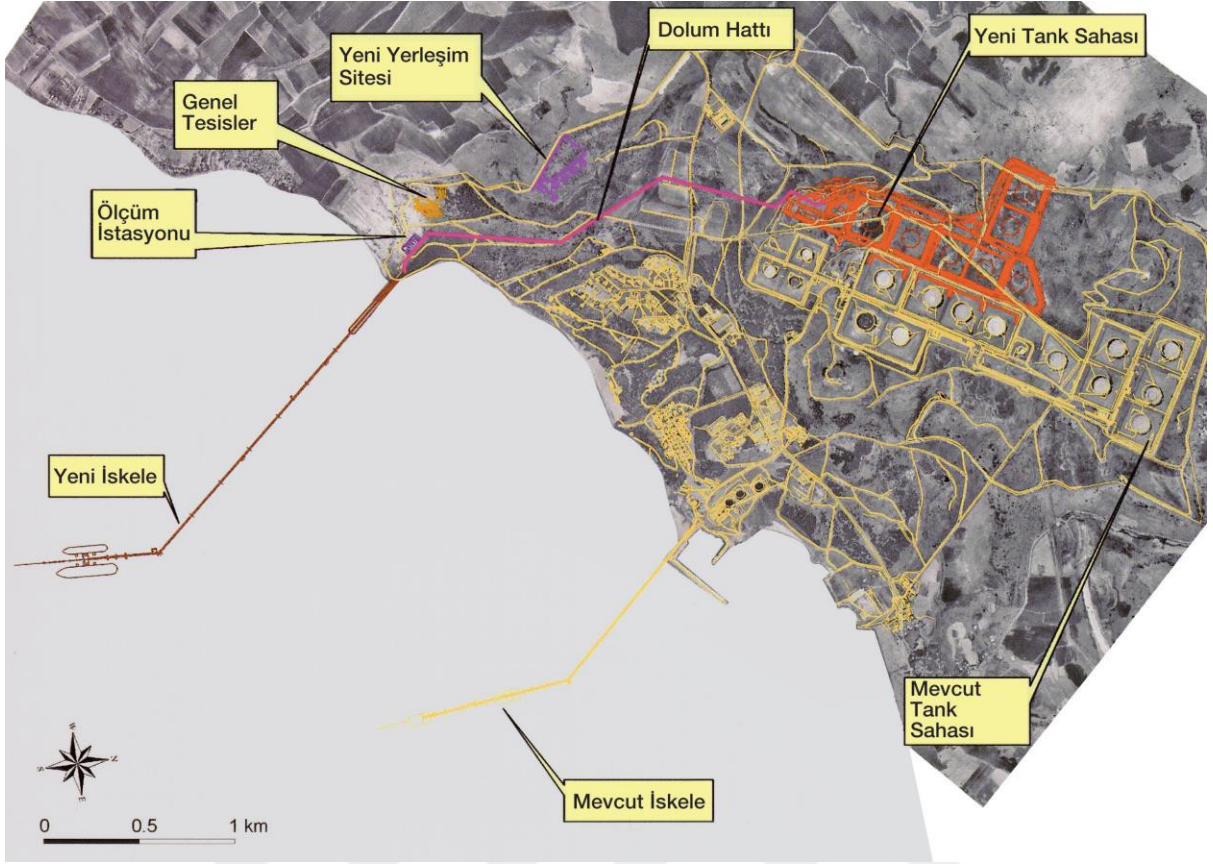 Dolum Hattı
Yeni Tank Sahası
Yeni Yerleşim
Sitesi
Genel
Tesisler
Ölçüm
İstasyonu
Yeni İskele
Mevcut
Tank
Sahası
Mevcut İskele
0 0.5 1 km